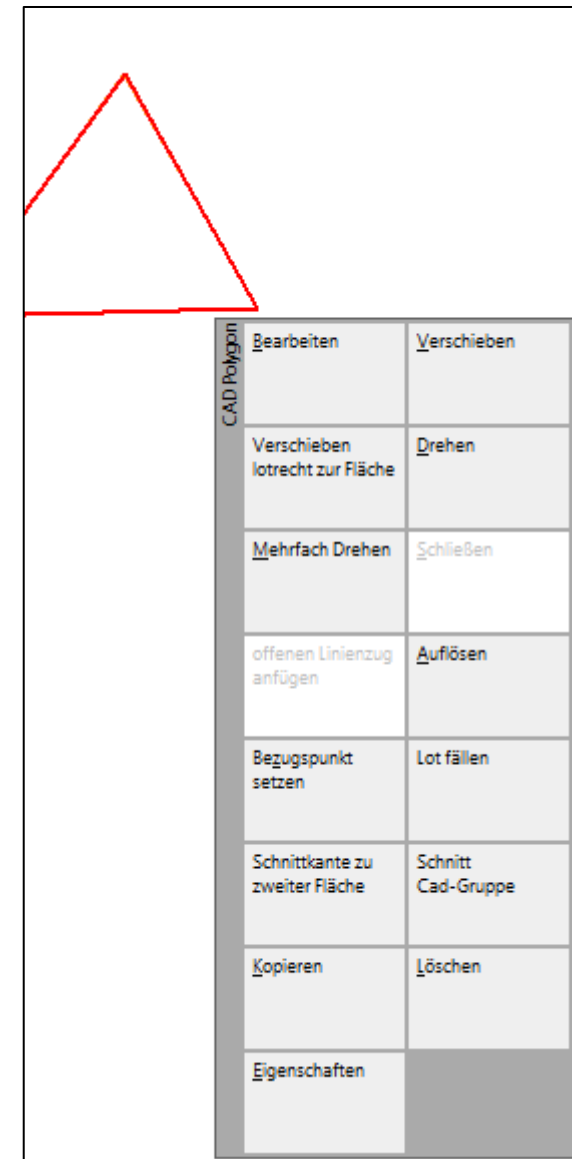 CAD Polygon
Bearbeiten
Verschieben
Verschieben
lotrecht zur Fläche
Drehen
Mehrfach Drehen
Schließen
offenen Linienzug
anfügen
Auflösen
Bezugspunkt
setzen
Lot fällen
Schnittkante zu
zweiter Fläche
Schnitt
Cad-Gruppe
Kopieren
Löschen
Eigenschaften